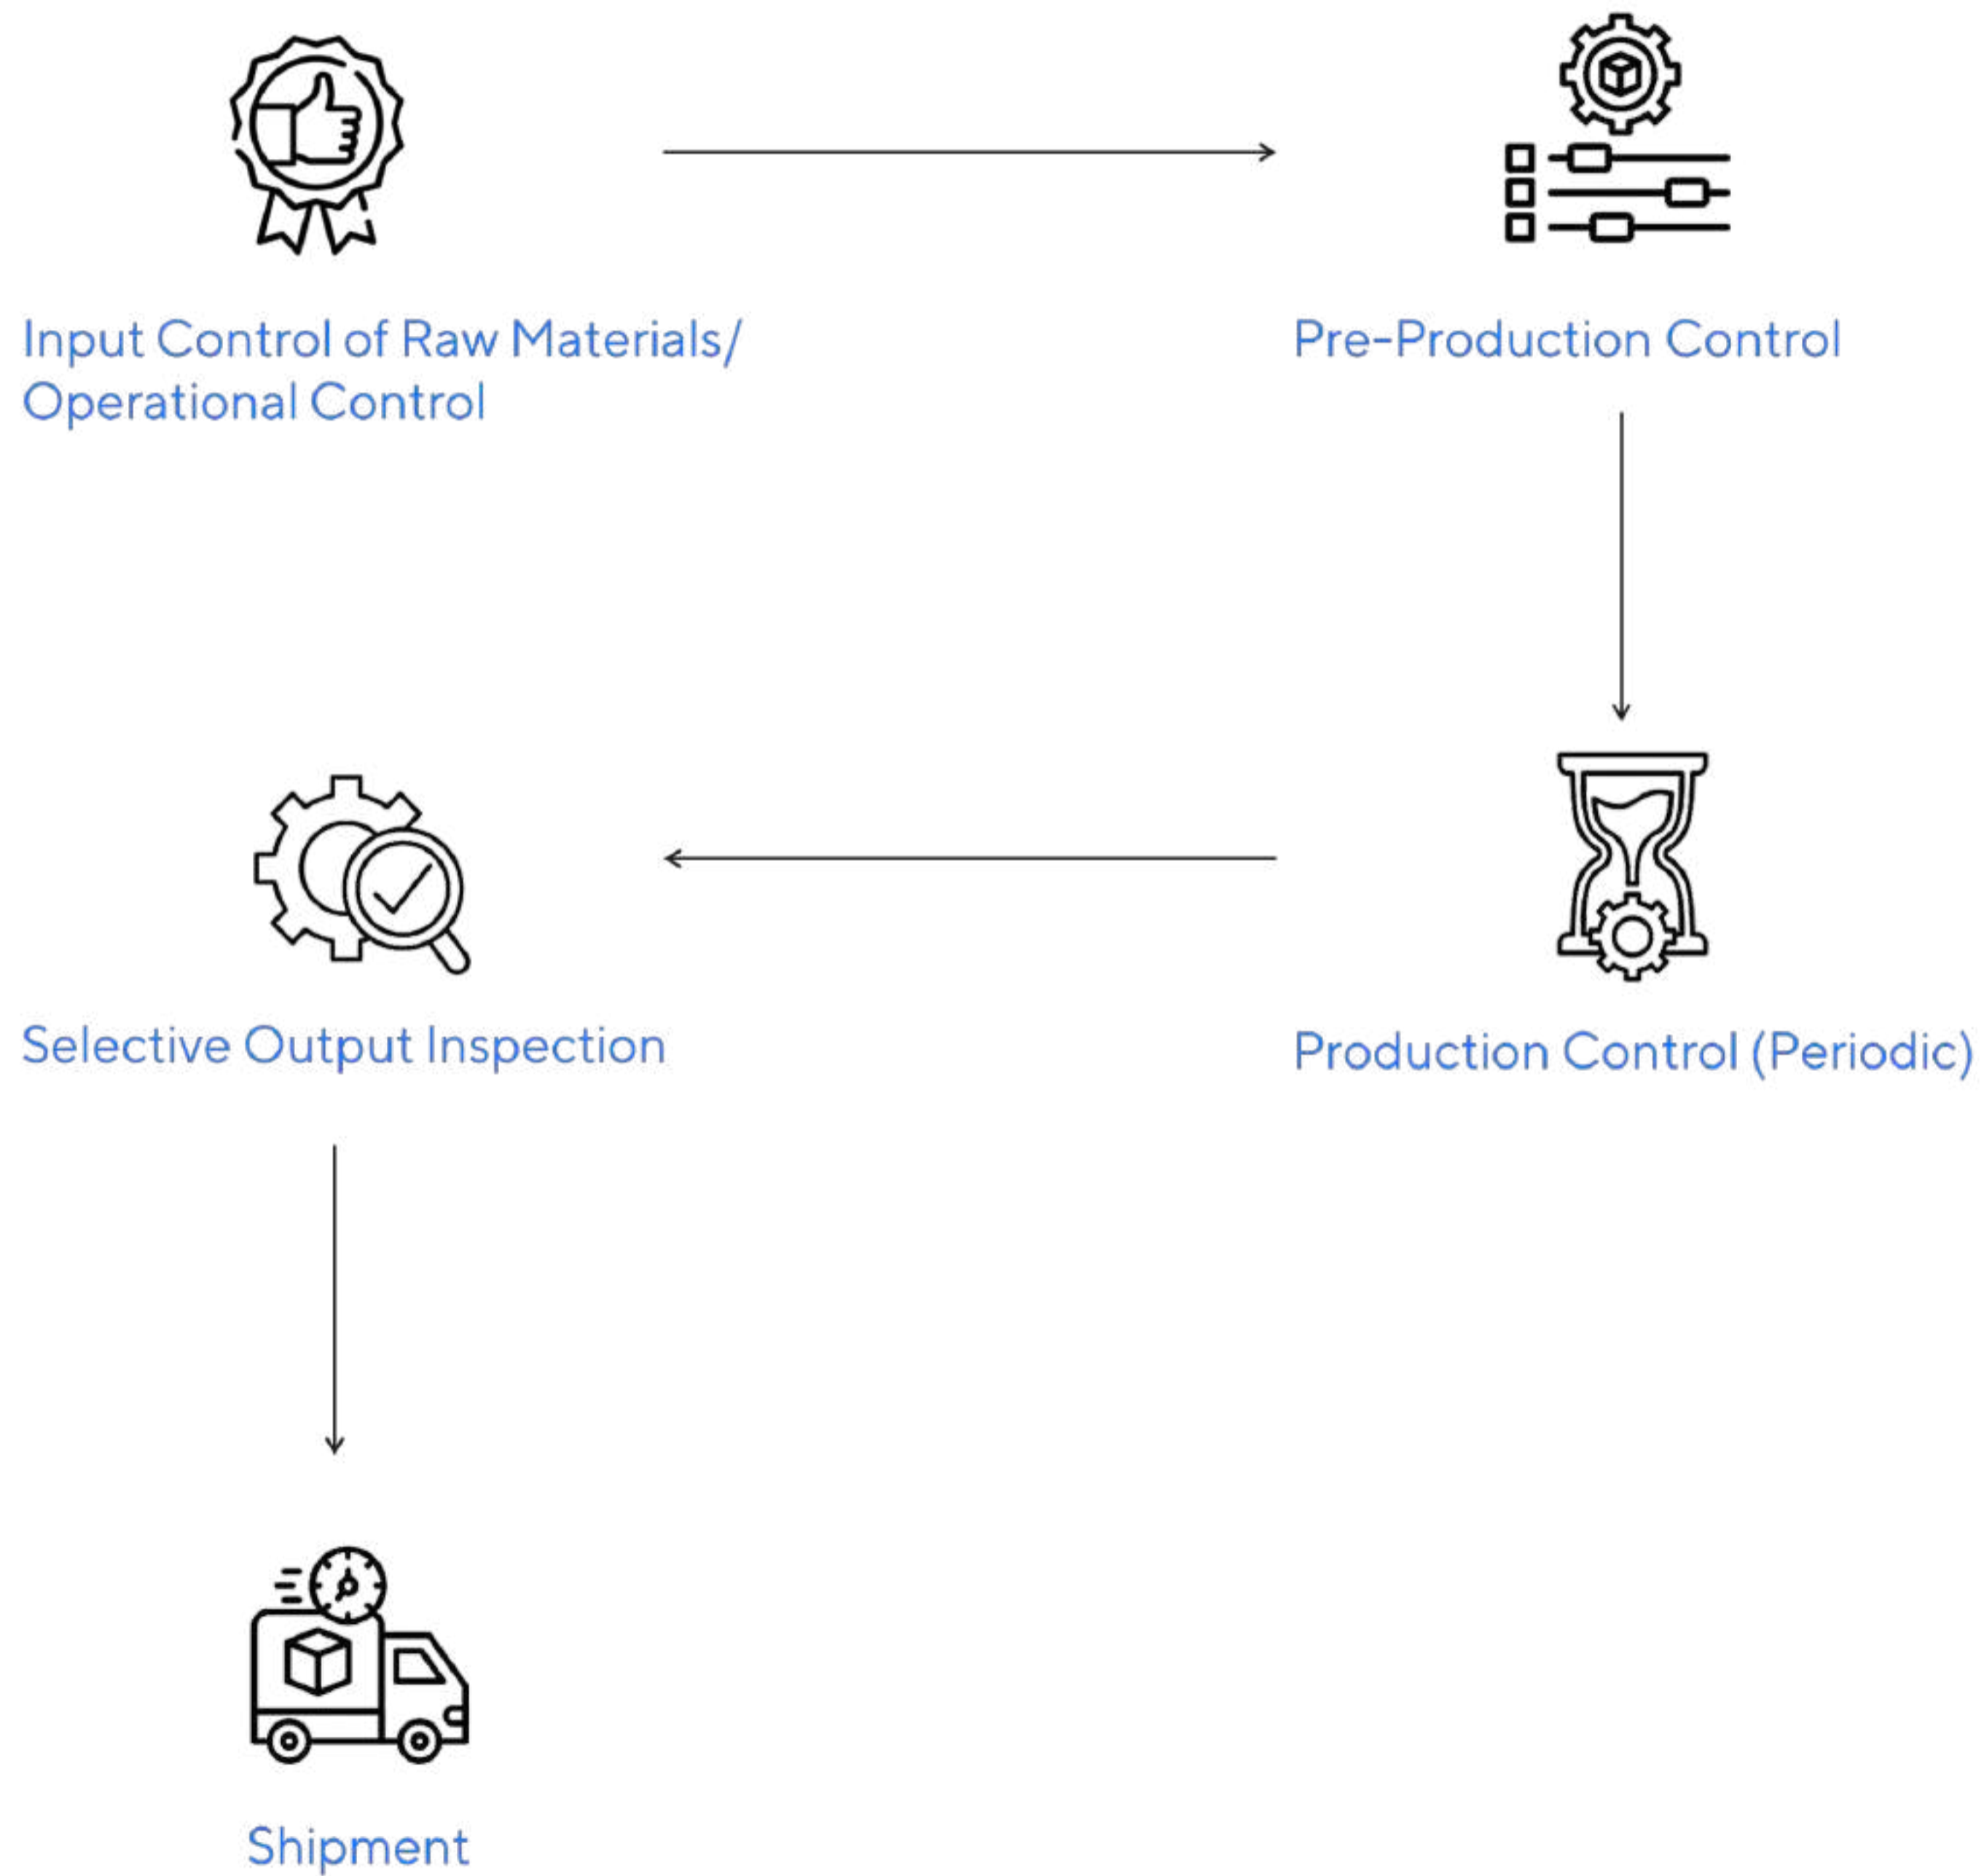 Input Control of Raw Materials/
Operational Control
Pre-Production Control
Production Control (Periodic)
Selective Output Inspection
Shipment